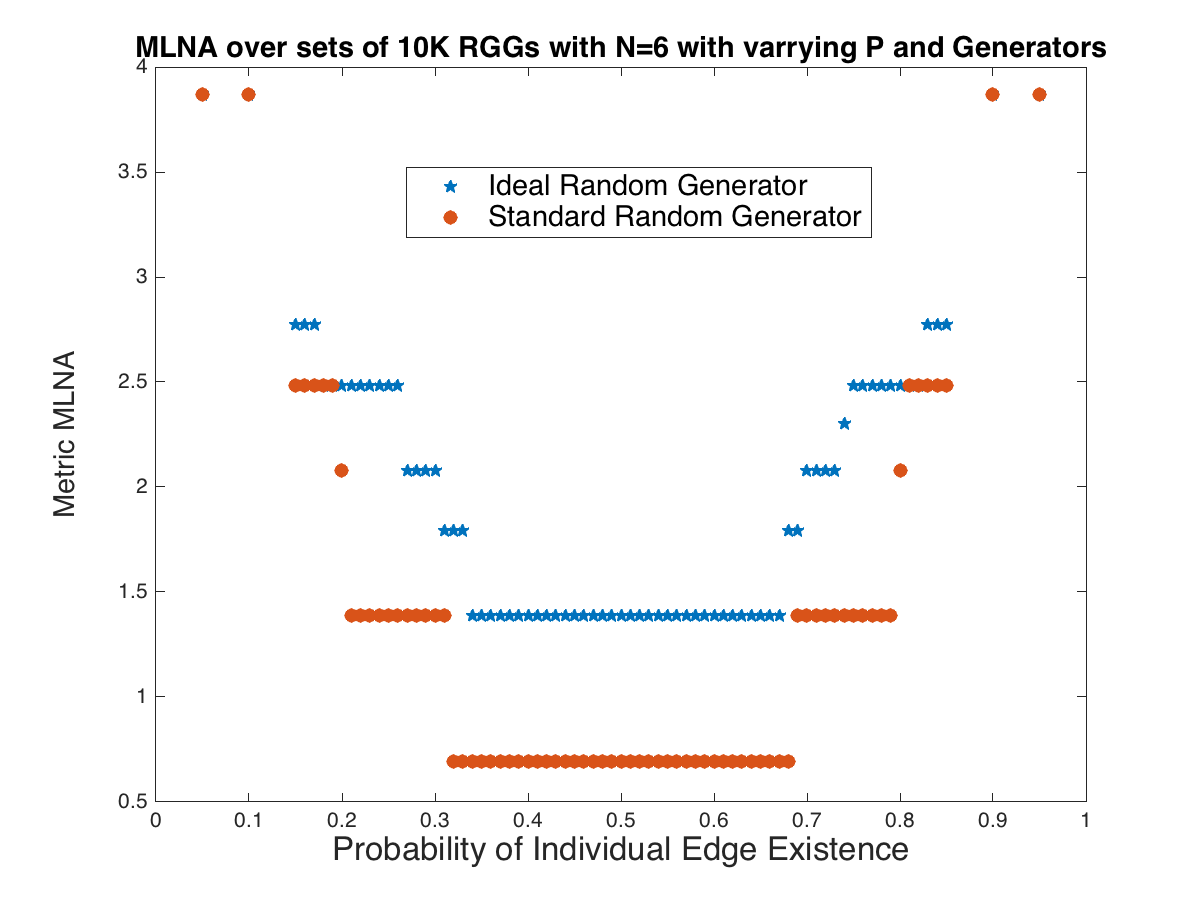 MLNA over sets of 10K RGGs with N=6 with varrying P and Generators
4
3.5
3
2.5
2
1.5
1
0.5
Metric MLNA
Ideal Random Generator
Standard Random Generator
0 0.1 0.2 0.3 0.4 0.5 0.6 0.7 0.8 0.9 1
Probability of Individual Edge Existence